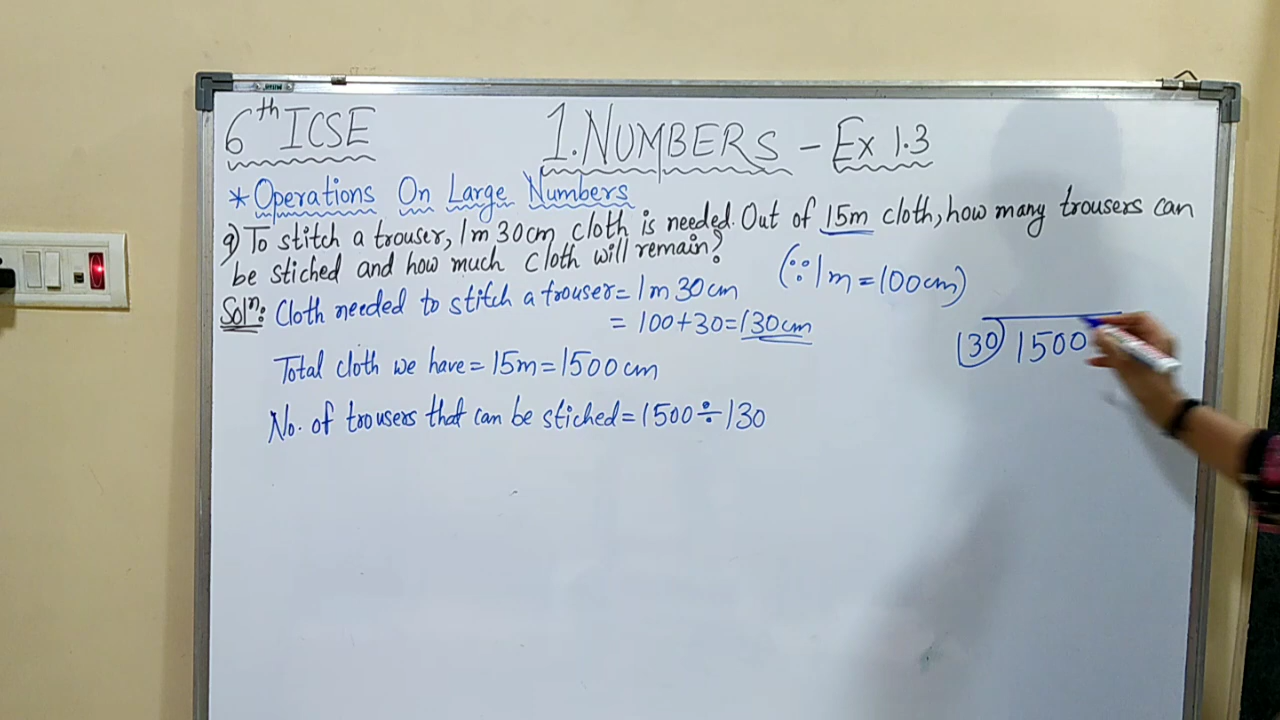 6th ICSE
1. NUMBERS - Ex 1.3
* Operations On Large Numbers
9) To stitch a trouser, 1m 30cm cloth is needed. Out of 15m cloth, how many trousers can
be stiched and how much cloth will remain?
Solⁿ: Cloth needed to stitch a trouser = 1m 30cm
(∵ 1m = 100cm)
= 100+30 = 130cm
130) 1500
Total cloth we have = 15m = 1500cm
No. of trousers that can be stiched = 1500 ÷ 130